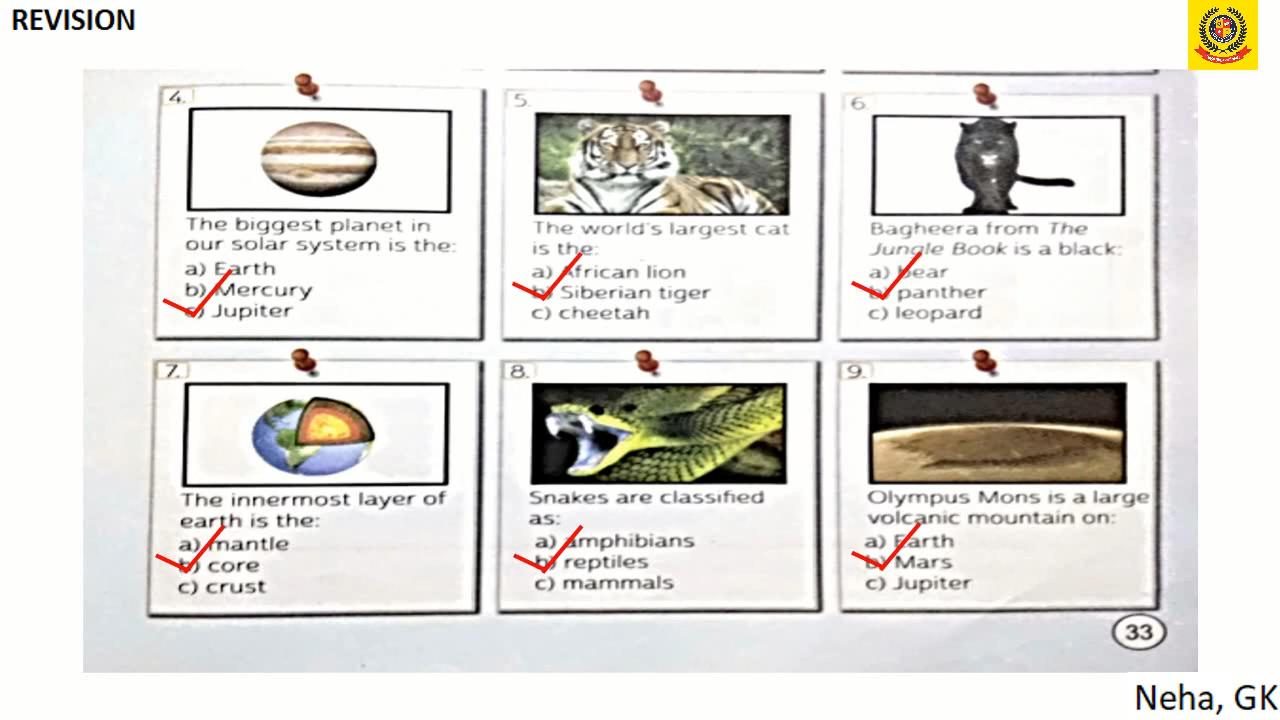 REVISION
4.
The biggest planet in
our solar system is the:
a) Earth
b) Mercury
c) Jupiter
5.
The world's largest cat
is the:
a) African lion
b) Siberian tiger
c) cheetah
6.
Bagheera from The
Jungle Book is a black:
a) bear
b) panther
c) leopard
7.
The innermost layer of
earth is the:
a) mantle
b) core
c) crust
8.
Snakes are classified
as:
a) amphibians
b) reptiles
c) mammals
9.
Olympus Mons is a large
volcanic mountain on:
a) Earth
b) Mars
c) Jupiter
33
Neha, GK